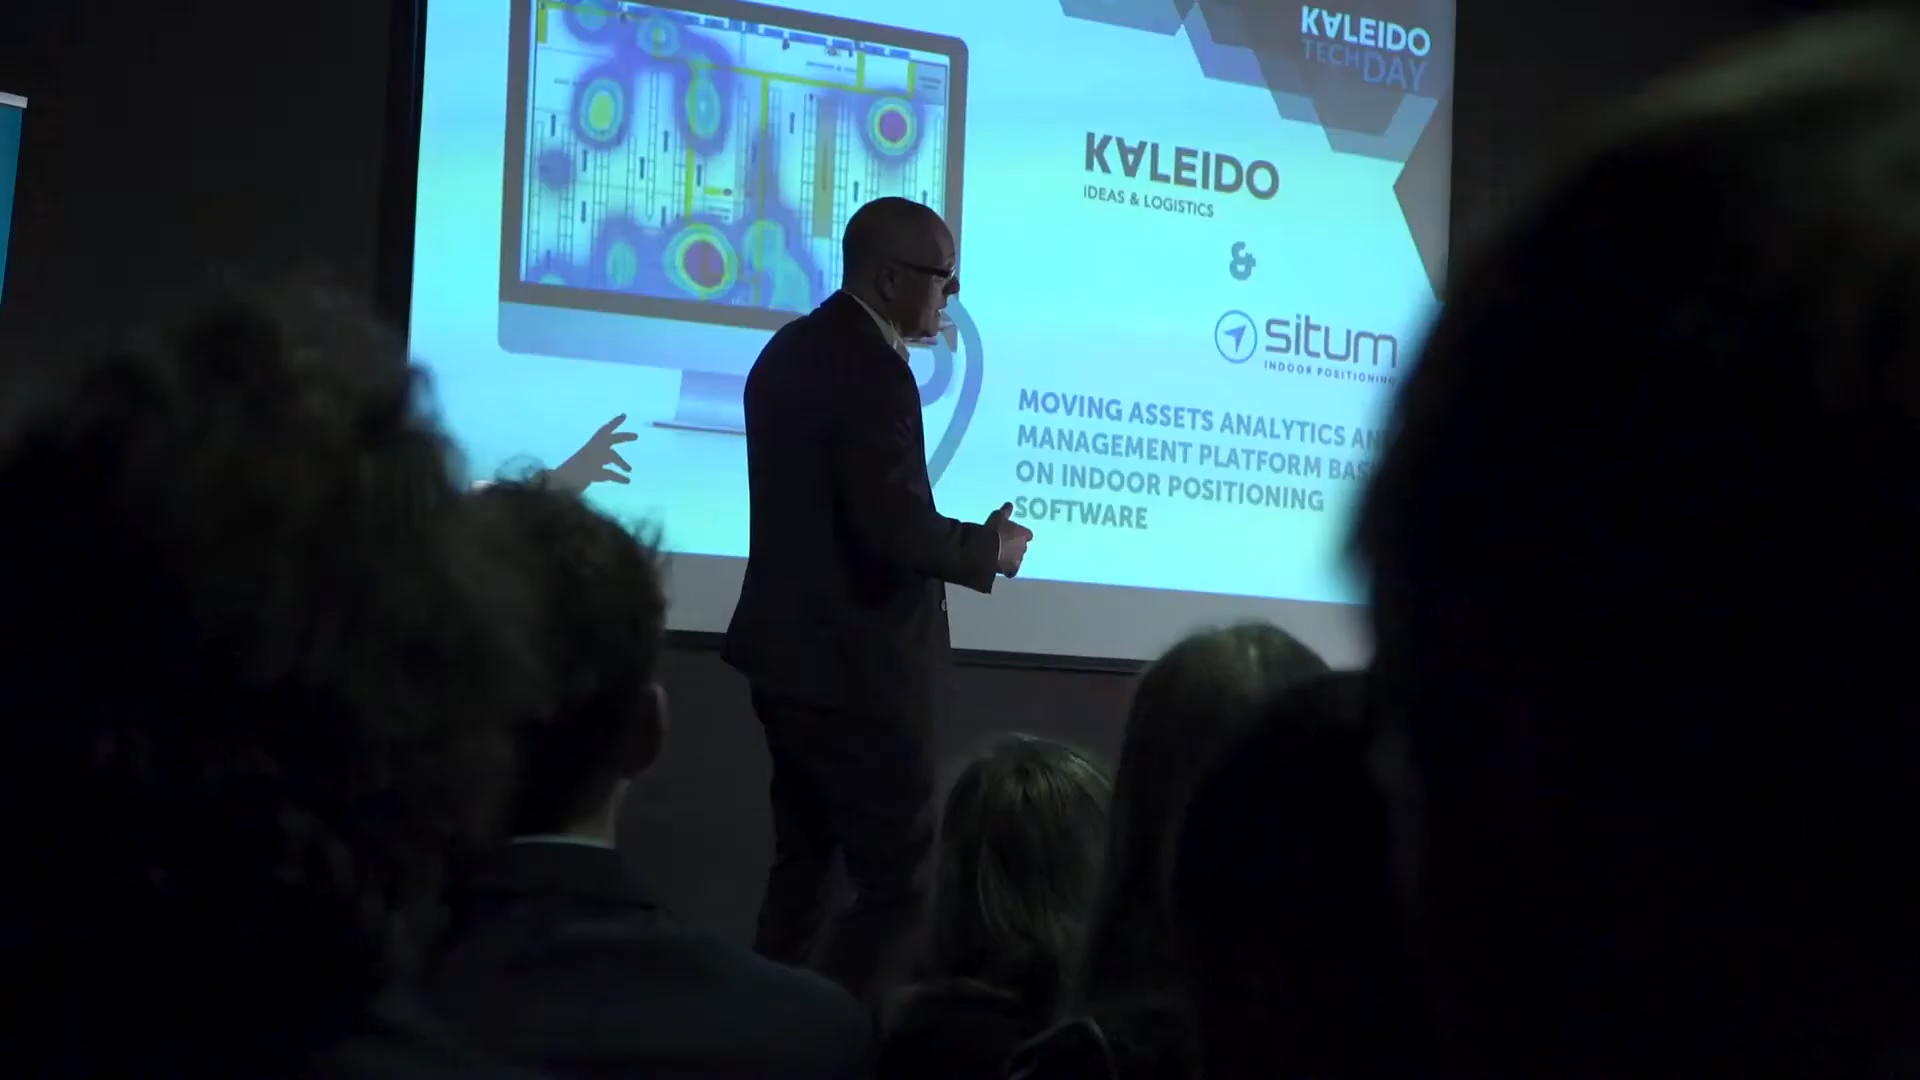 KALEIDO
TECH DAY
KALEIDO
IDEAS & LOGISTICS
&
situm
INDOOR POSITIONING
MOVING ASSETS ANALYTICS
MANAGEMENT PLATFORM
ON INDOOR POSITIONING
SOFTWARE